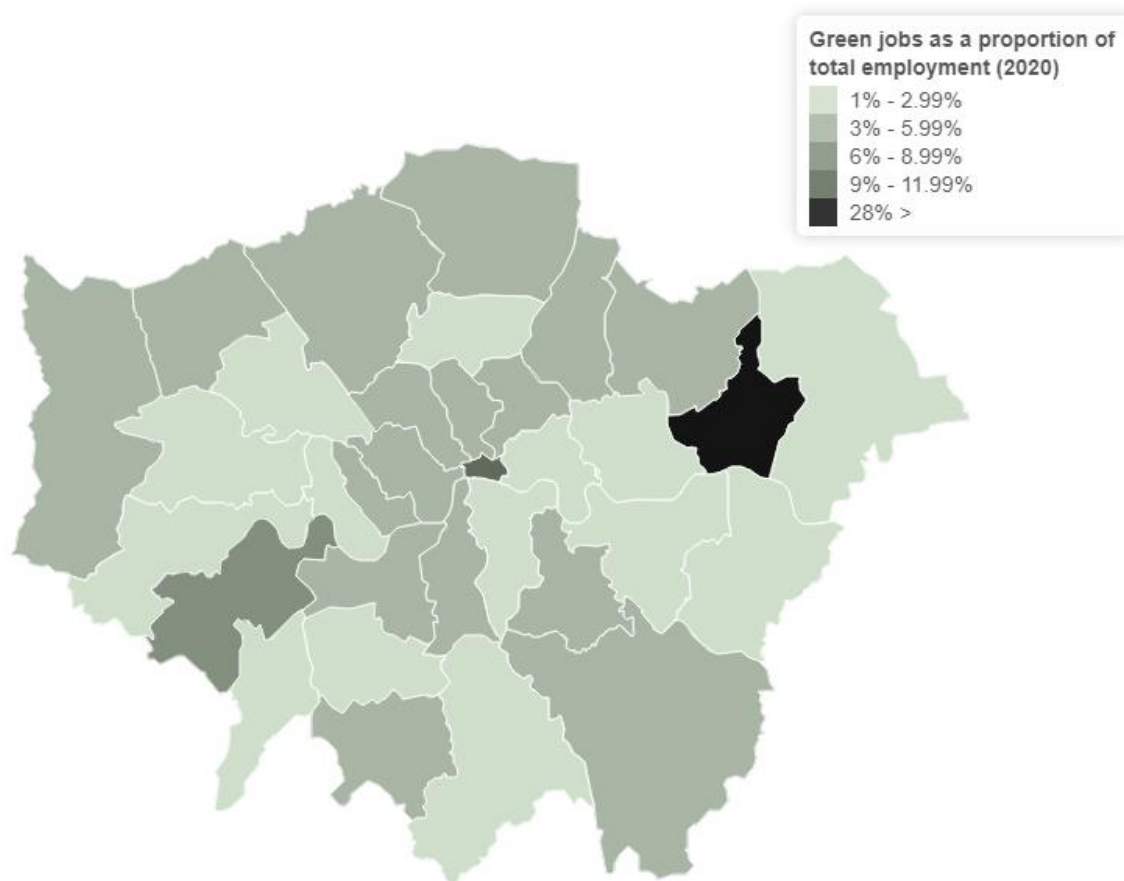 Green jobs as a proportion of
total employment (2020)
1% - 2.99%
3% - 5.99%
6% - 8.99%
9% - 11.99%
28% >